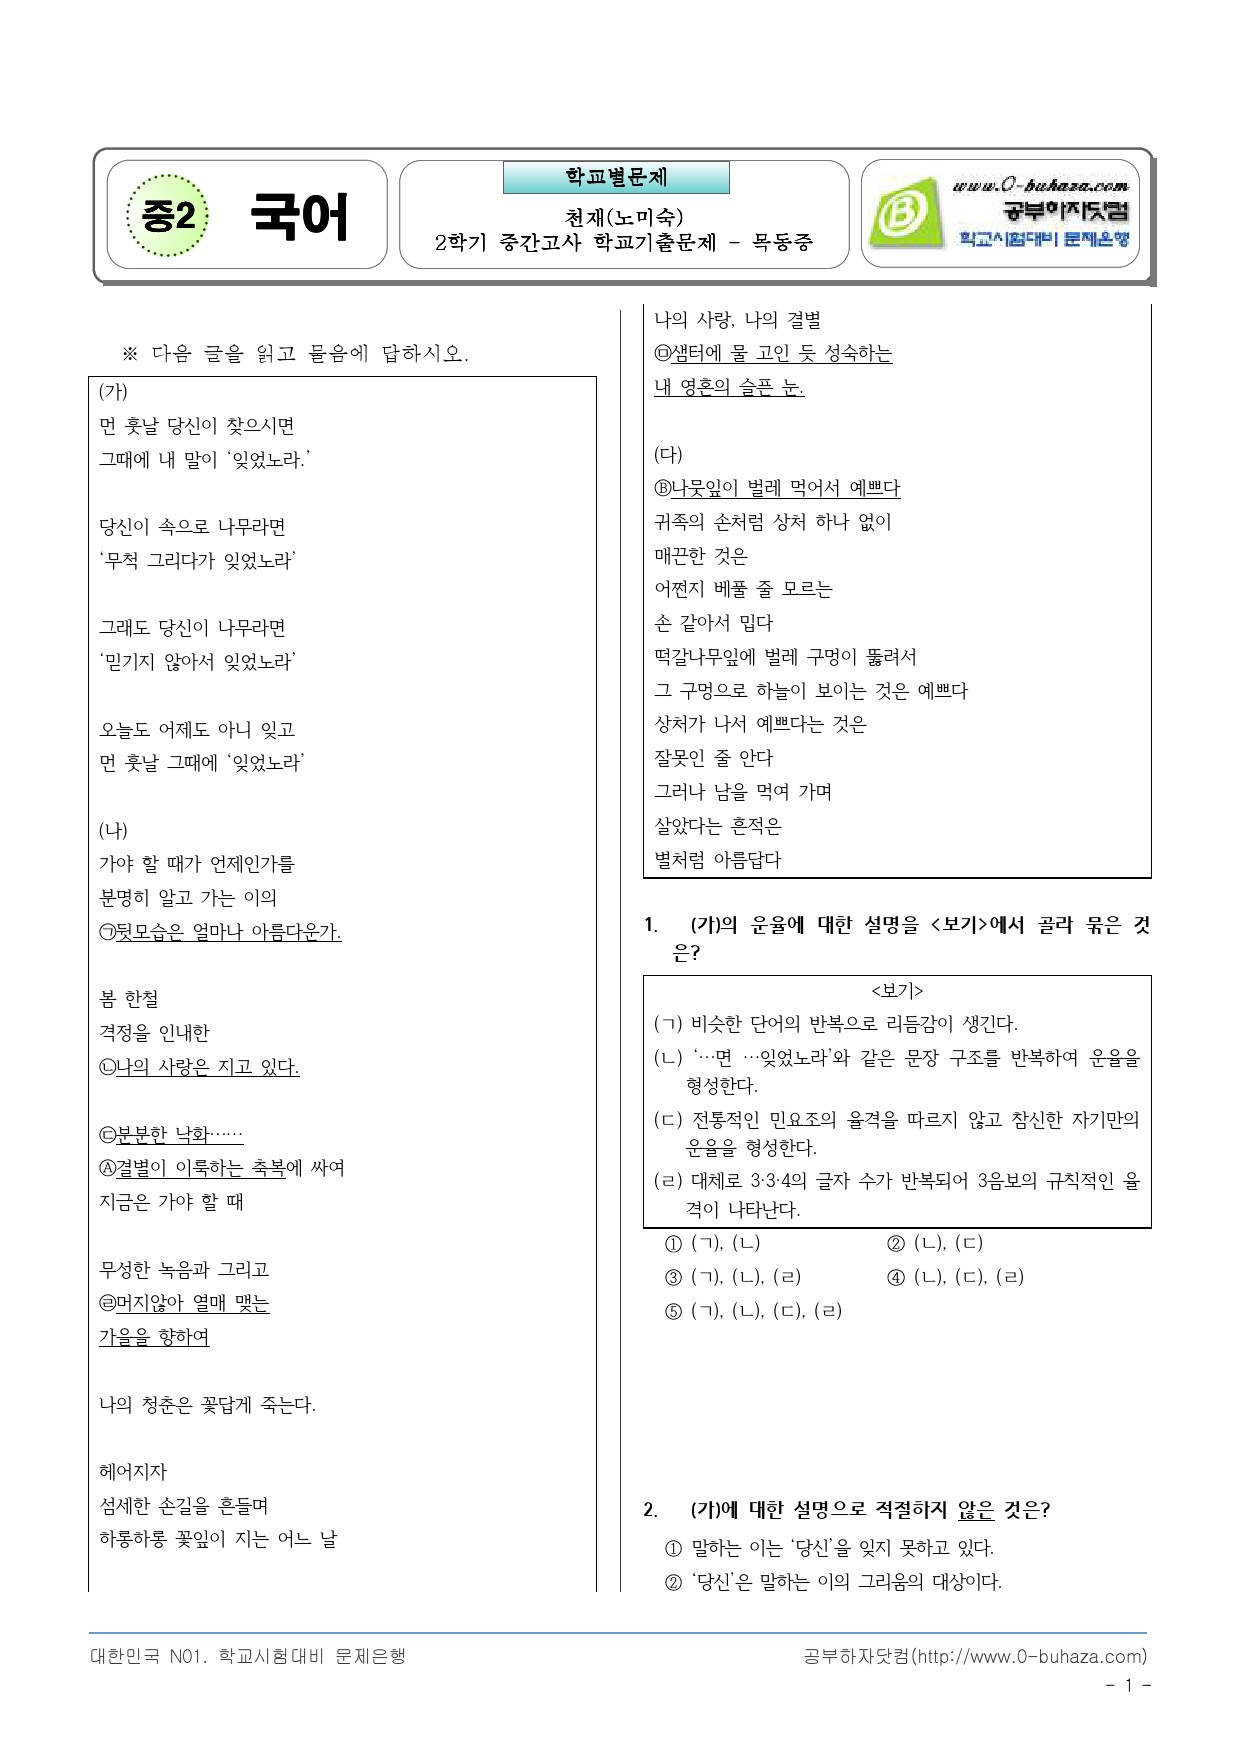 중2 국어
학교별문제
천재(노미숙)
2학기 중간고사 학교기출문제 - 목동중
www.0-buhaza.com
공부하자닷컴
학교시험대비 문제은행
※ 다음 글을 읽고 물음에 답하시오.
(가)
먼 훗날 당신이 찾으시면
그때에 내 말이 ‘잊었노라.’
당신이 속으로 나무라면
‘무척 그리다가 잊었노라’
그래도 당신이 나무라면
‘믿기지 않아서 잊었노라’
오늘도 어제도 아니 잊고
먼 훗날 그때에 ‘잊었노라’
(나)
가야 할 때가 언제인가를
분명히 알고 가는 이의
㉠뒷모습은 얼마나 아름다운가.
봄 한철
격정을 인내한
㉡나의 사랑은 지고 있다.
㉢분분한 낙화……
Ⓐ결별이 이룩하는 축복에 싸여
지금은 가야 할 때
무성한 녹음과 그리고
㉣머지않아 열매 맺는
가을을 향하여
나의 청춘은 꽃답게 죽는다.
헤어지자
섬세한 손길을 흔들며
하롱하롱 꽃잎이 지는 어느 날
나의 사랑, 나의 결별
㉤샘터에 물 고인 듯 성숙하는
내 영혼의 슬픈 눈.
(다)
Ⓑ나뭇잎이 벌레 먹어서 예쁘다
귀족의 손처럼 상처 하나 없이
매끈한 것은
어쩐지 베풀 줄 모르는
손 같아서 밉다
떡갈나무잎에 벌레 구멍이 뚫려서
그 구멍으로 하늘이 보이는 것은 예쁘다
상처가 나서 예쁘다는 것은
잘못인 줄 안다
그러나 남을 먹여 가며
살았다는 흔적은
별처럼 아름답다
1. (가)의 운율에 대한 설명을 <보기>에서 골라 묶은 것
은?
<보기>
(ㄱ) 비슷한 단어의 반복으로 리듬감이 생긴다.
(ㄴ) ‘…면 …잊었노라’와 같은 문장 구조를 반복하여 운율을
형성한다.
(ㄷ) 전통적인 민요조의 율격을 따르지 않고 참신한 자기만의
운율을 형성한다.
(ㄹ) 대체로 3·3·4의 글자 수가 반복되어 3음보의 규칙적인 율
격이 나타난다.
① (ㄱ), (ㄴ) ② (ㄴ), (ㄷ)
③ (ㄱ), (ㄴ), (ㄹ) ④ (ㄴ), (ㄷ), (ㄹ)
⑤ (ㄱ), (ㄴ), (ㄷ), (ㄹ)
2. (가)에 대한 설명으로 적절하지 않은 것은?
① 말하는 이는 ‘당신’을 잊지 못하고 있다.
② ‘당신’은 말하는 이의 그리움의 대상이다.
대한민국 N01. 학교시험대비 문제은행 공부하자닷컴(http://www.0-buhaza.com)
- 1 -